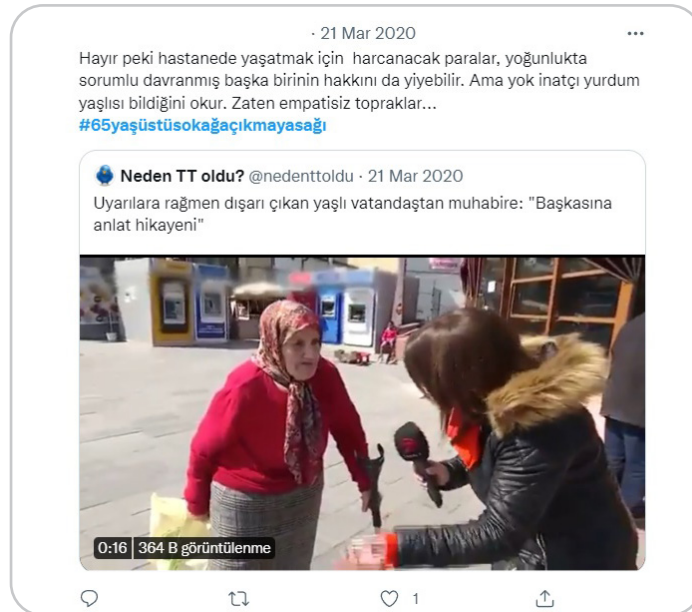 · 21 Mar 2020
Hayır peki hastanede yaşatmak için harcanacak paralar, yoğunlukta
sorumlu davranmış başka birinin hakkını da yiyebilir. Ama yok inatçı yurdum
yaşlısı bildiğini okur. Zaten empatisiz topraklar...
#65yaşüstüsokağaçıkmayasağı
Neden TT oldu? @nedenttoldu · 21 Mar 2020
Uyarılara rağmen dışarı çıkan yaşlı vatandaştan muhabire: "Başkasına
anlat hikayeni"
0:16 364 B görüntülenme
1